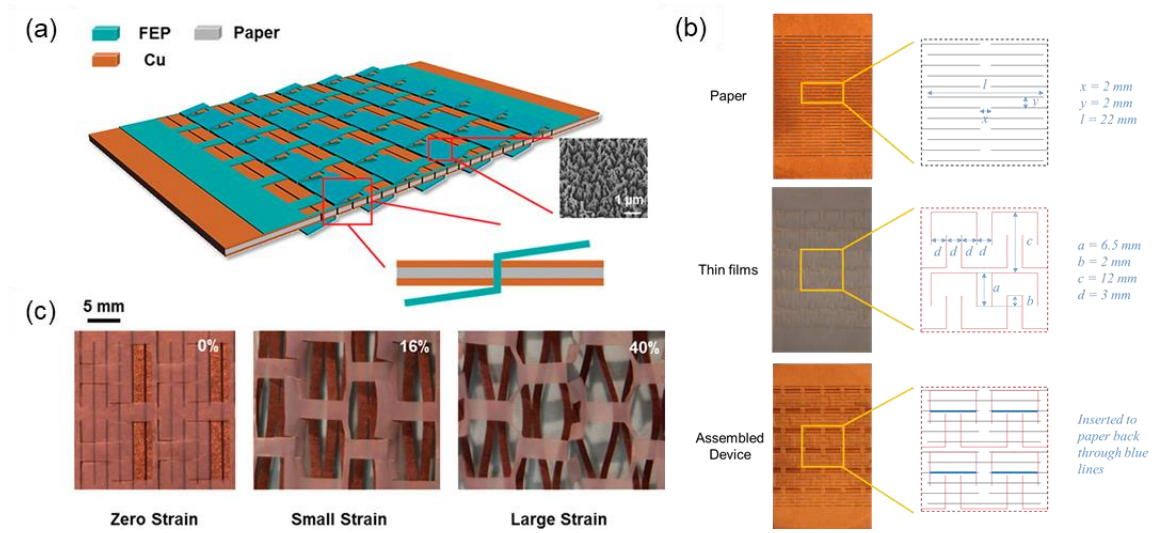 (a)
FEP
Paper
Cu
1 μm
(b)
Paper
l
y
x
x = 2 mm
y = 2 mm
l = 22 mm
Thin films
d d d d
c
a
b
a = 6.5 mm
b = 2 mm
c = 12 mm
d = 3 mm
Assembled
Device
Inserted to
paper back
through blue
lines
(c)
5 mm
0%
16%
40%
Zero Strain
Small Strain
Large Strain